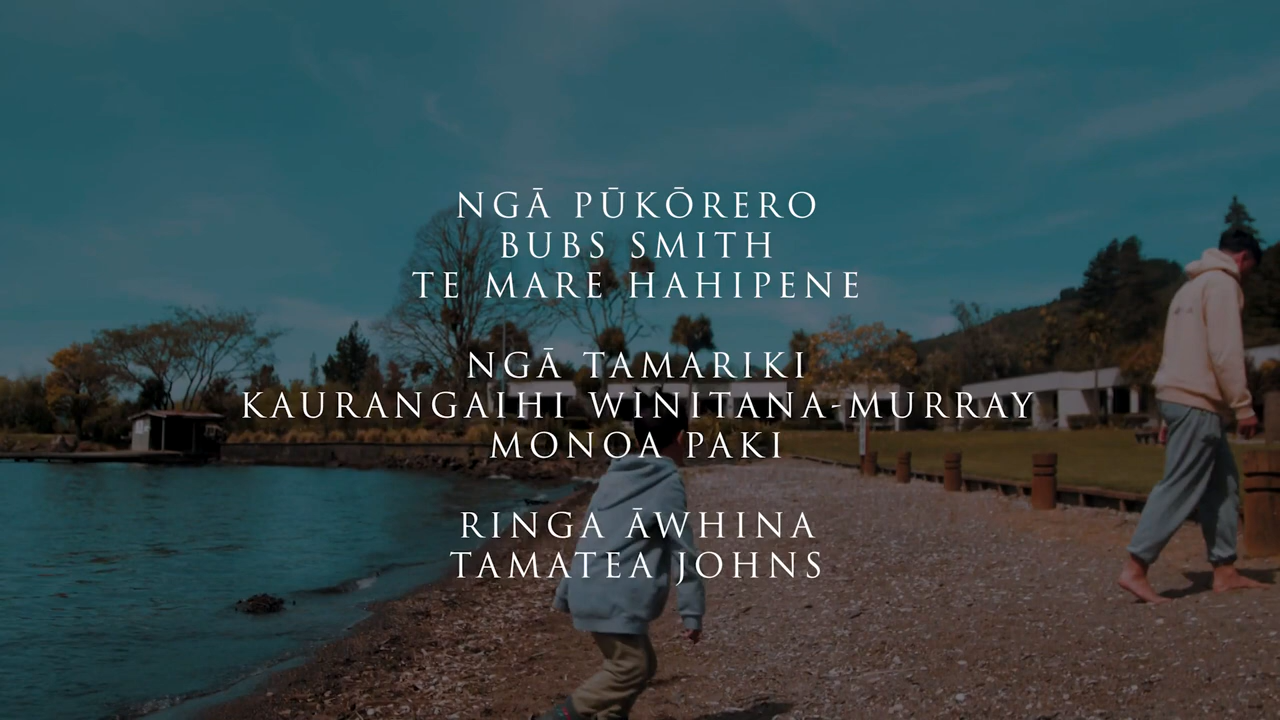 NGĀ PŪKŌRERO
BUBS SMITH
TE MARE HAHIPENE
NGĀ TAMARIKI
KAURANGAIHI WINITANA-MURRAY
MONOA PAKI
RINGA ĀWHINA
TAMATEA JOHNS